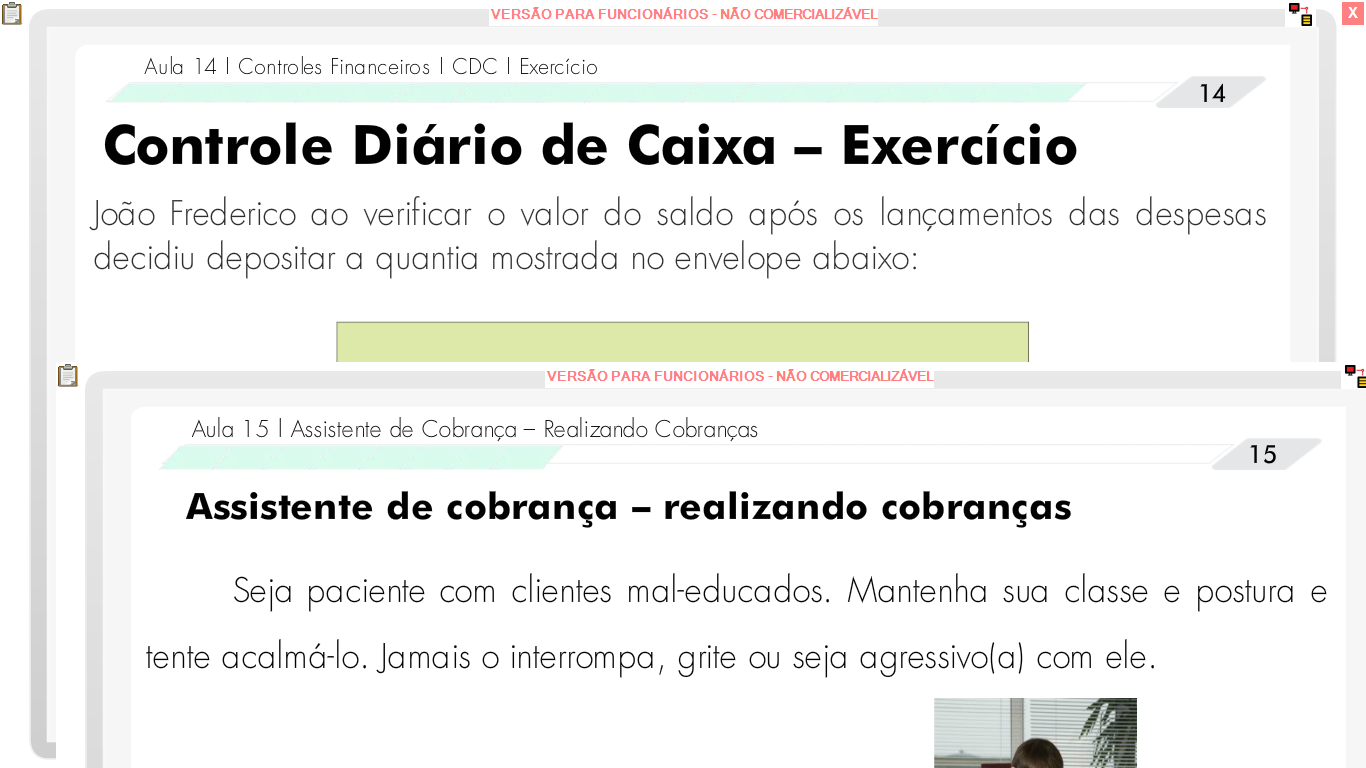 VERSÃO PARA FUNCIONÁRIOS - NÃO COMERCIALIZÁVEL
X
Aula 14 | Controles Financeiros | CDC | Exercício
14
Controle Diário de Caixa – Exercício
João Frederico ao verificar o valor do saldo após os lançamentos das despesas
decidiu depositar a quantia mostrada no envelope abaixo:
VERSÃO PARA FUNCIONÁRIOS - NÃO COMERCIALIZÁVEL
Aula 15 | Assistente de Cobrança – Realizando Cobranças
15
Assistente de cobrança – realizando cobranças
Seja paciente com clientes mal-educados. Mantenha sua classe e postura e
tente acalmá-lo. Jamais o interrompa, grite ou seja agressivo(a) com ele.